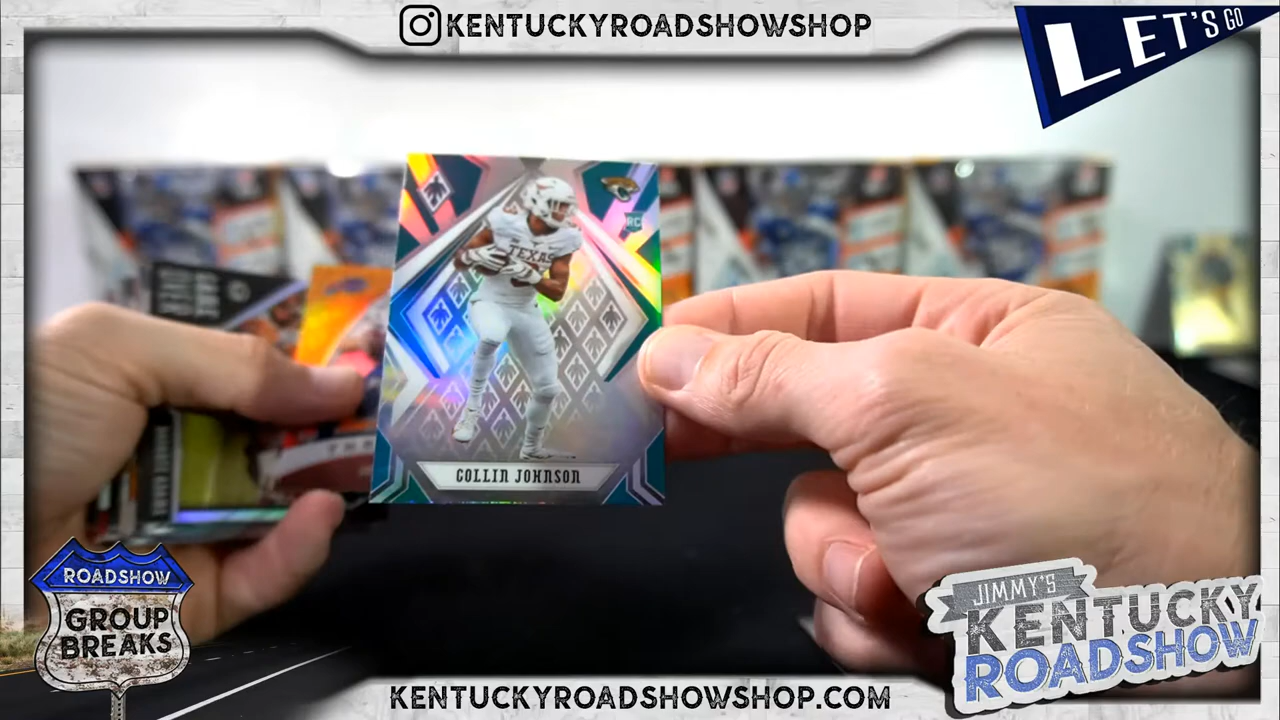 KENTUCKYROADSHOWSHOP
LET'S GO
RC
TEXAS
COLLIN JOHNSON
ROADSHOW
GROUP
BREAKS
JIMMY'S
KENTUCKY
ROADSHOW
KENTUCKYROADSHOWSHOP.COM